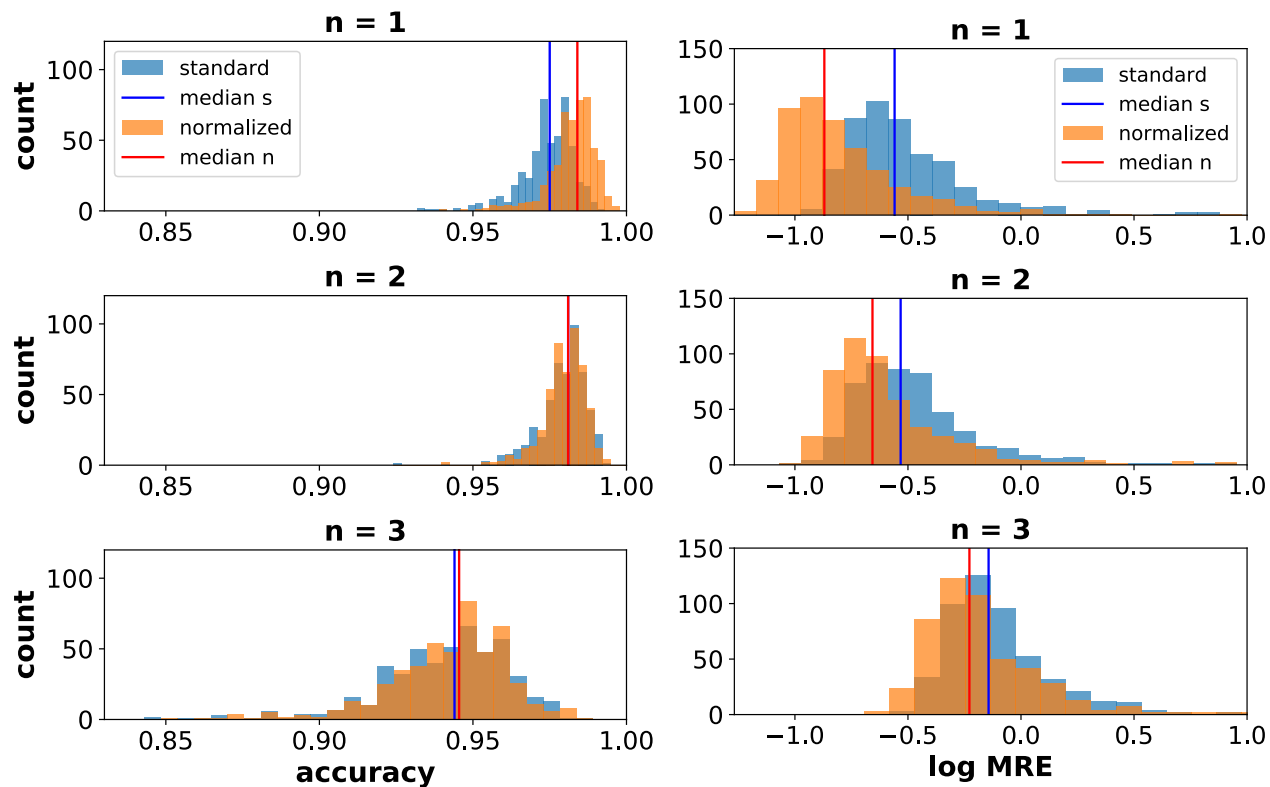 n = 1
count
100
50
0
standard
median s
normalized
median n
0.85 0.90 0.95 1.00
n = 1
150
100
50
0
standard
median s
normalized
median n
−1.0 −0.5 0.0 0.5 1.0
n = 2
count
100
50
0
0.85 0.90 0.95 1.00
n = 2
150
100
50
0
−1.0 −0.5 0.0 0.5 1.0
n = 3
count
100
50
0
0.85 0.90 0.95 1.00
accuracy
n = 3
150
100
50
0
−1.0 −0.5 0.0 0.5 1.0
log MRE